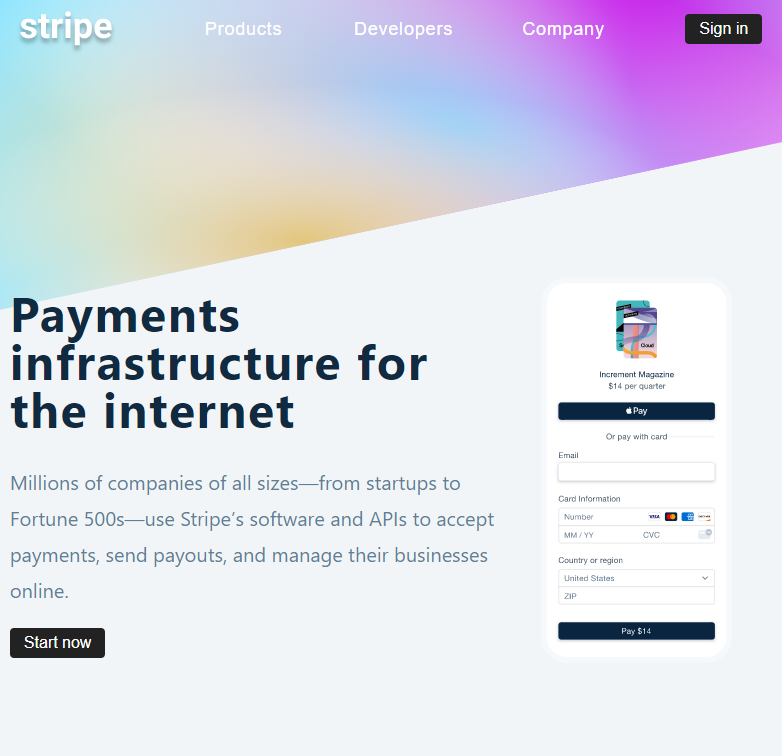 stripe
Products
Developers
Company
Sign in
Payments
infrastructure for
the internet
Millions of companies of all sizes—from startups to
Fortune 500s—use Stripe’s software and APIs to accept
payments, send payouts, and manage their businesses
online.
Start now
Cloud
Increment Magazine
$14 per quarter
Pay
Or pay with card
Email
Card Information
Number
VISA
MM / YY
CVC
Country or region
United States
ZIP
Pay $14